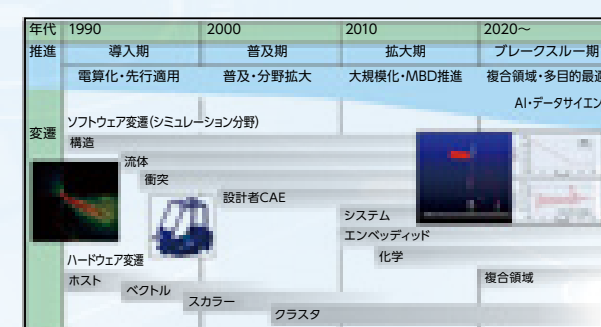 年代 1990 2000 2010 2020～
推進 導入期 普及期 拡大期 ブレークスルー期
電算化・先行適用 普及・分野拡大 大規模化・MBD推進 複合領域・多目的最適
AI・データサイエン
変遷
ソフトウェア変遷(シミュレーション分野)
構造
流体
衝突
設計者CAE
システム
エンベッディッド
化学
ハードウェア変遷
複合領域
ホスト
ベクトル
スカラー
クラスタ